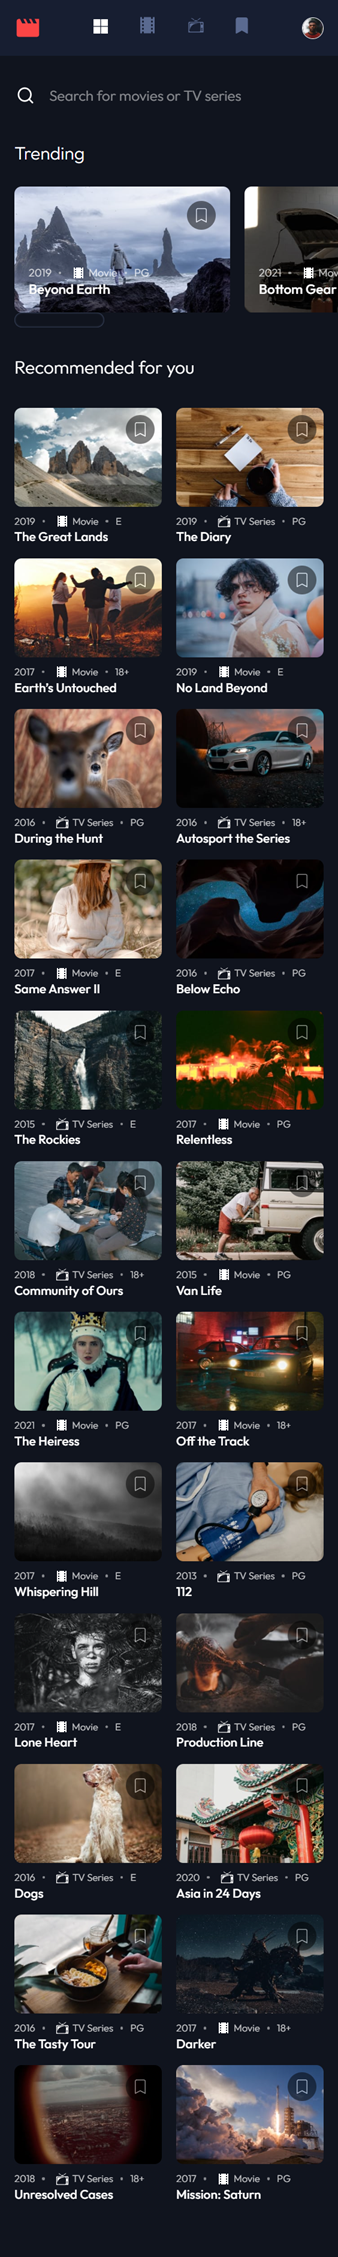 Search for movies or TV series
Trending
2019 • Movie • PG
Beyond Earth
2021 • Mov
Bottom Gear
Recommended for you
2019 • Movie • E
The Great Lands
2019 • TV Series • PG
The Diary
2017 • Movie • 18+
Earth's Untouched
2019 • Movie • E
No Land Beyond
2016 • TV Series • PG
During the Hunt
2016 • TV Series • 18+
Autosport the Series
2017 • Movie • E
Same Answer II
2016 • TV Series • PG
Below Echo
2015 • TV Series • E
The Rockies
2017 • Movie • PG
Relentless
2018 • TV Series • 18+
Community of Ours
2015 • Movie • PG
Van Life
2021 • Movie • PG
The Heiress
2017 • Movie • 18+
Off the Track
2017 • Movie • E
Whispering Hill
2013 • TV Series • PG
112
2017 • Movie • E
Lone Heart
2018 • TV Series • PG
Production Line
2016 • TV Series • E
Dogs
2020 • TV Series • PG
Asia in 24 Days
2016 • TV Series • PG
The Tasty Tour
2017 • Movie • 18+
Darker
2018 • TV Series • 18+
Unresolved Cases
2017 • Movie • PG
Mission: Saturn